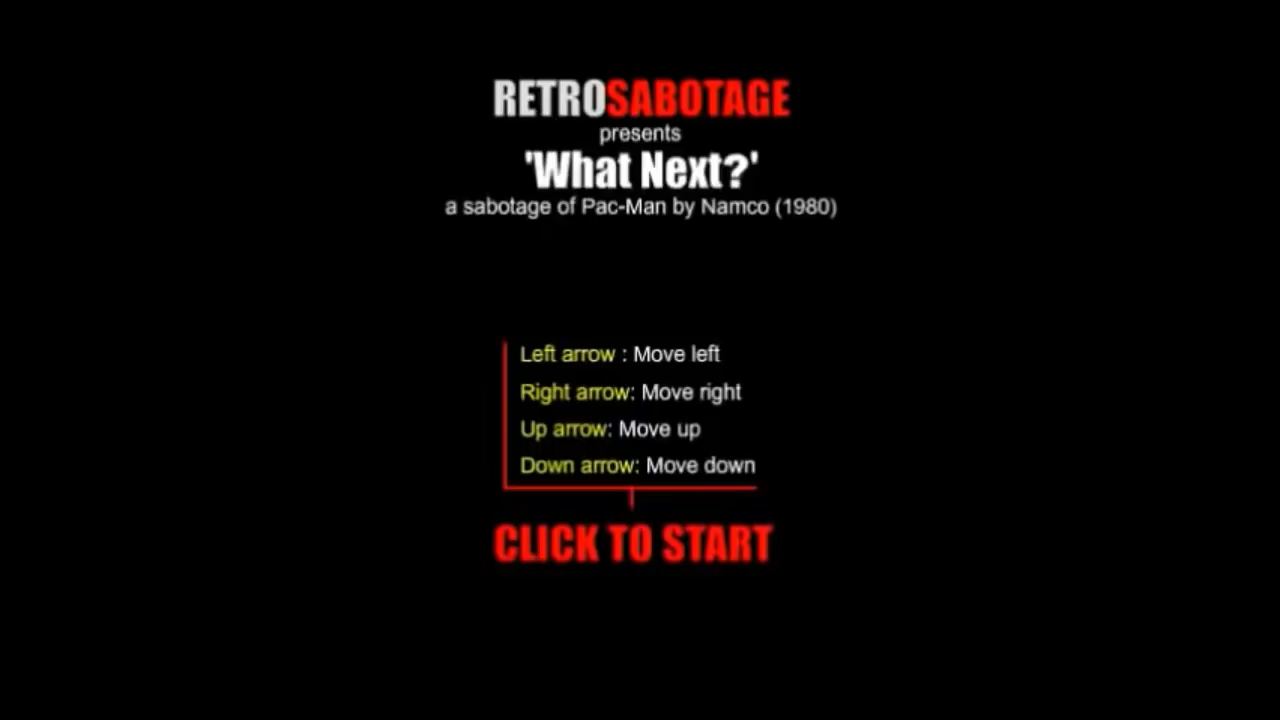 RETROSABOTAGE
presents
'What Next?'
a sabotage of Pac-Man by Namco (1980)
Left arrow : Move left
Right arrow: Move right
Up arrow: Move up
Down arrow: Move down
CLICK TO START